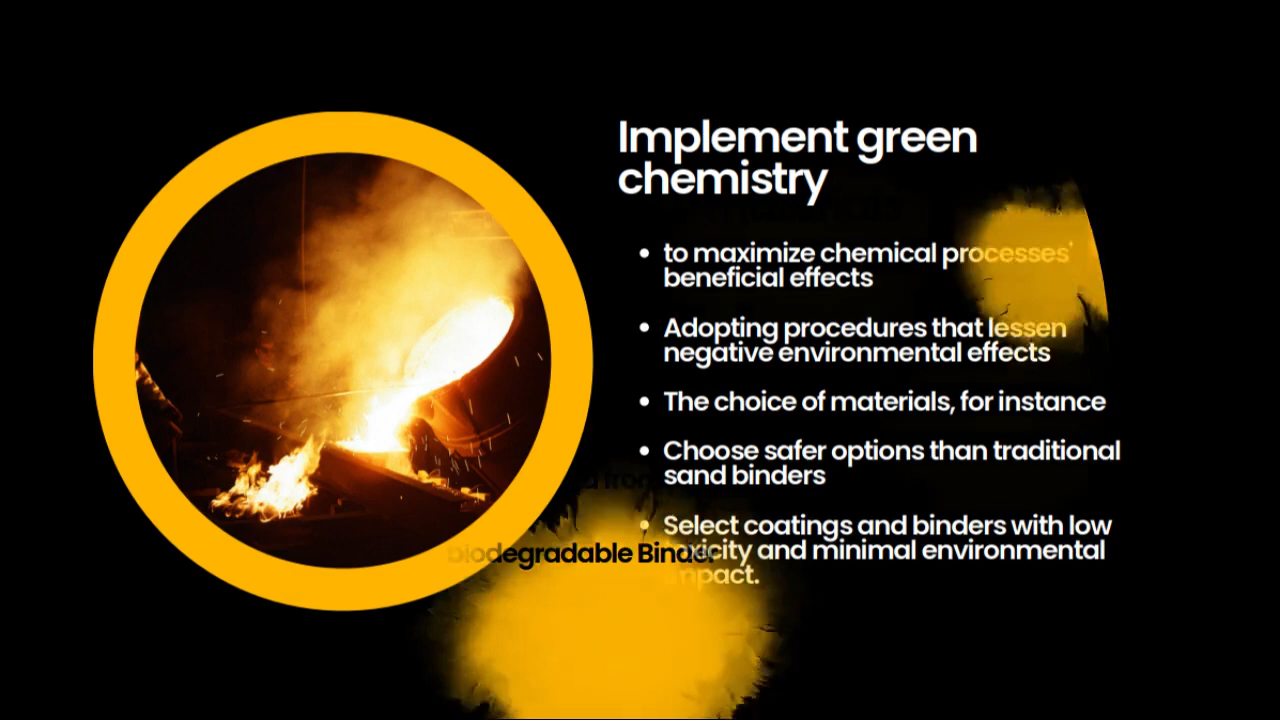 Implement green
chemistry
• to maximize chemical processes'
beneficial effects
• Adopting procedures that lessen
negative environmental effects
• The choice of materials, for instance
• Choose safer options than traditional
sand binders
• Select coatings and binders with low
toxicity and minimal environmental
impact.
biodegradable Binder